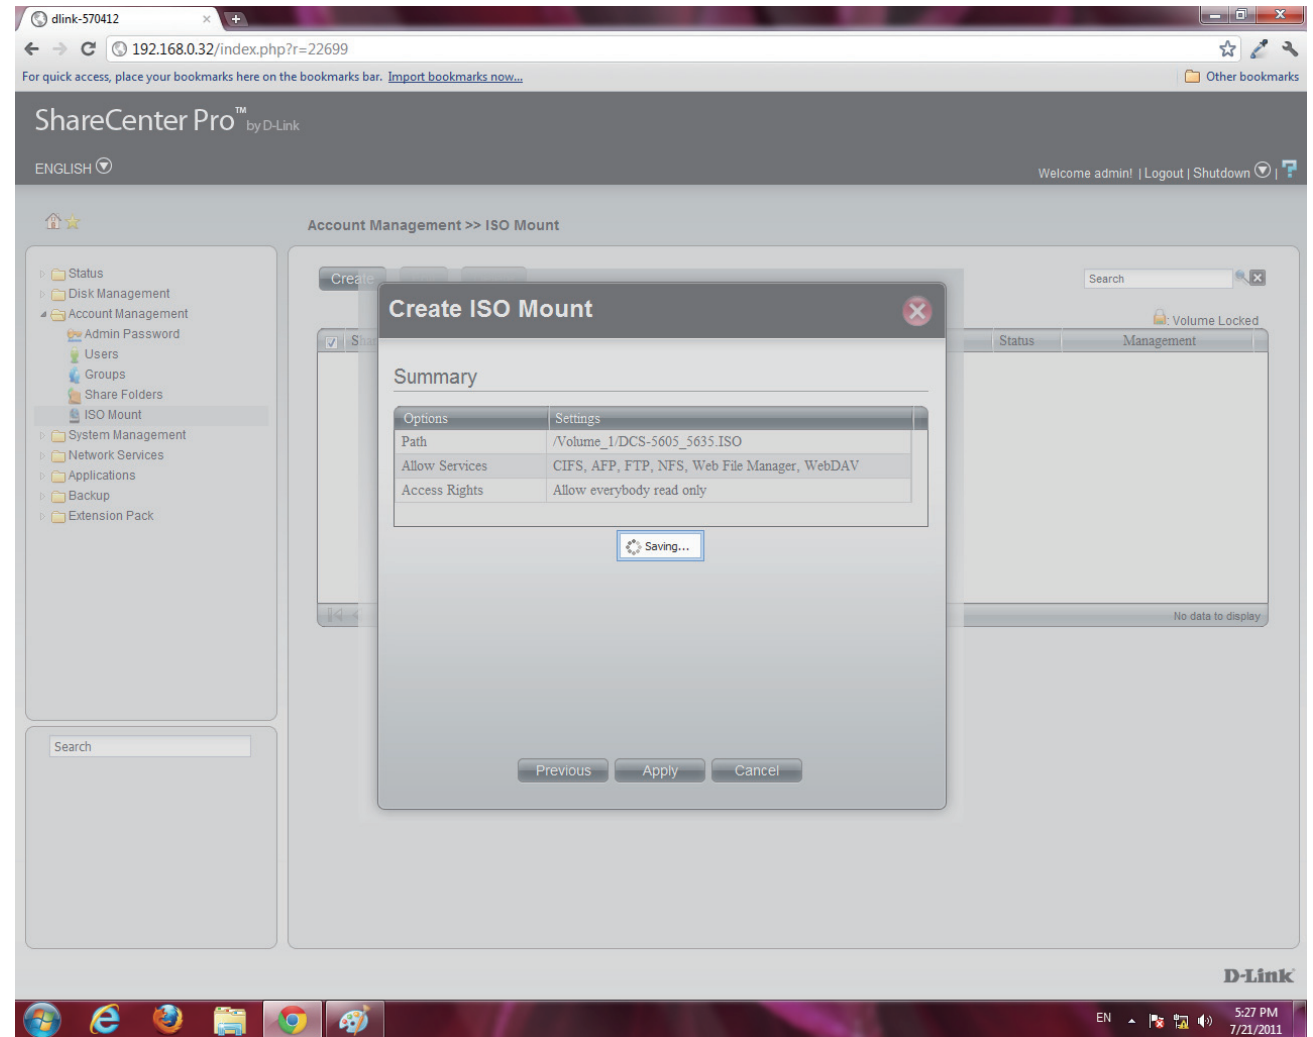 dlink-570412
192.168.0.32/index.php?r=22699
For quick access, place your bookmarks here on the bookmarks bar. Import bookmarks now...
Other bookmarks
ShareCenter Pro™ by D-Link
ENGLISH
Welcome admin! | Logout | Shutdown | ?
Account Management >> ISO Mount
Status
Disk Management
Account Management
Admin Password
Users
Groups
Share Folders
ISO Mount
System Management
Network Services
Applications
Backup
Extension Pack
Search
Create
Search
: Volume Locked
Status Management
Create ISO Mount
Summary
Options Settings
Path /Volume_1/DCS-5605_5635.ISO
Allow Services CIFS, AFP, FTP, NFS, Web File Manager, WebDAV
Access Rights Allow everybody read only
Saving...
No data to display
Previous Apply Cancel
D-Link
EN
5:27 PM
7/21/2011